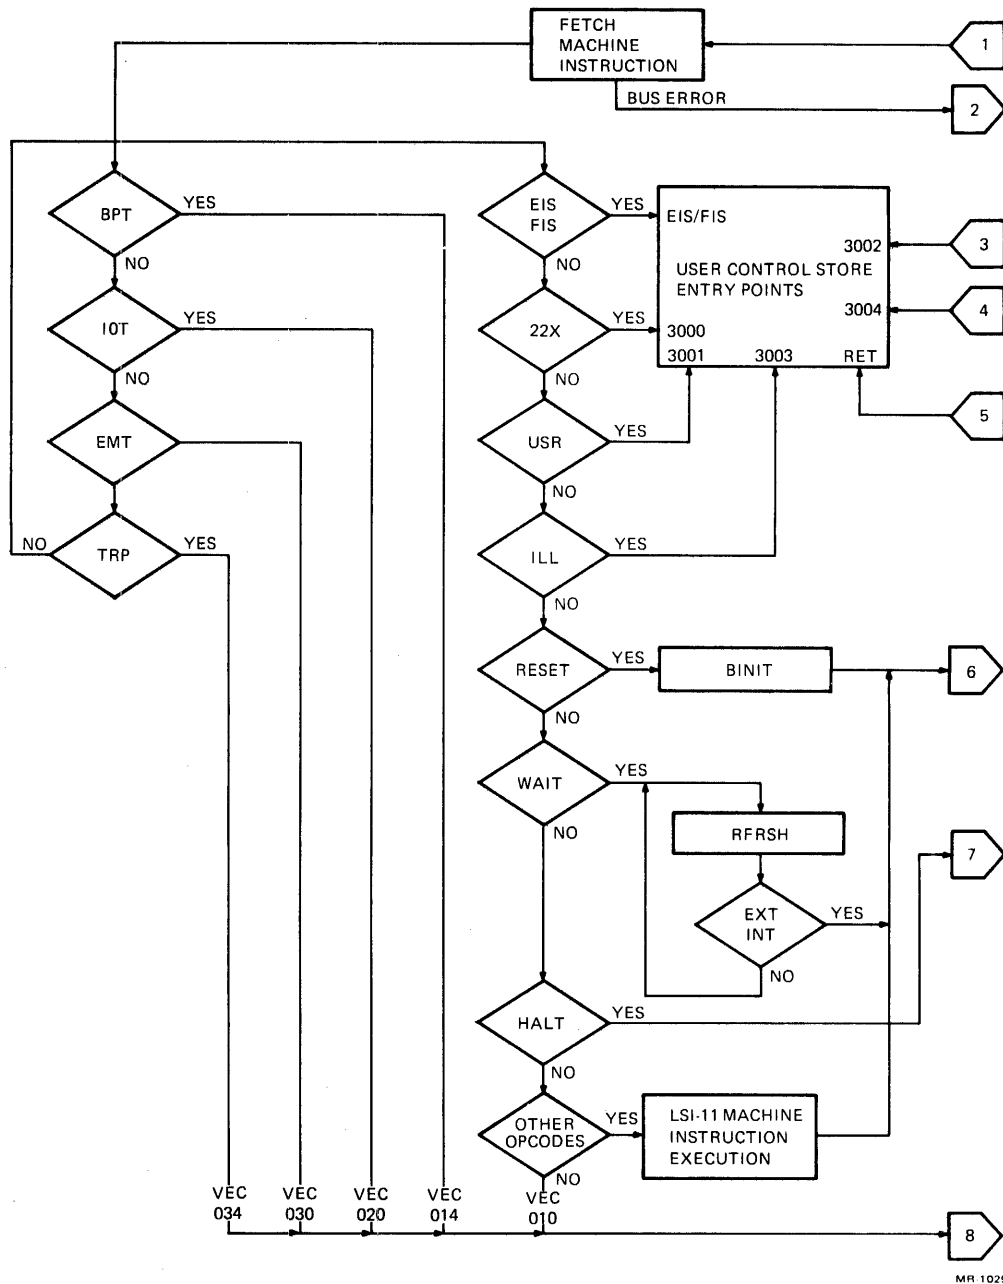 FETCH
MACHINE
INSTRUCTION
1
BUS ERROR
2
BPT
YES
NO
EIS
FIS
YES
NO
EIS/FIS
3002
3
USER CONTROL STORE
ENTRY POINTS
3004
4
IOT
YES
NO
22X
YES
NO
3000
3001
3003
RET
5
EMT
USR
YES
NO
NO
TRP
YES
ILL
YES
NO
RESET
YES
NO
BINIT
6
WAIT
YES
NO
RFRSH
7
EXT
INT
YES
NO
HALT
YES
NO
OTHER
OPCODES
YES
NO
LSI-11 MACHINE
INSTRUCTION
EXECUTION
VEC
034
VEC
030
VEC
020
VEC
014
VEC
010
8